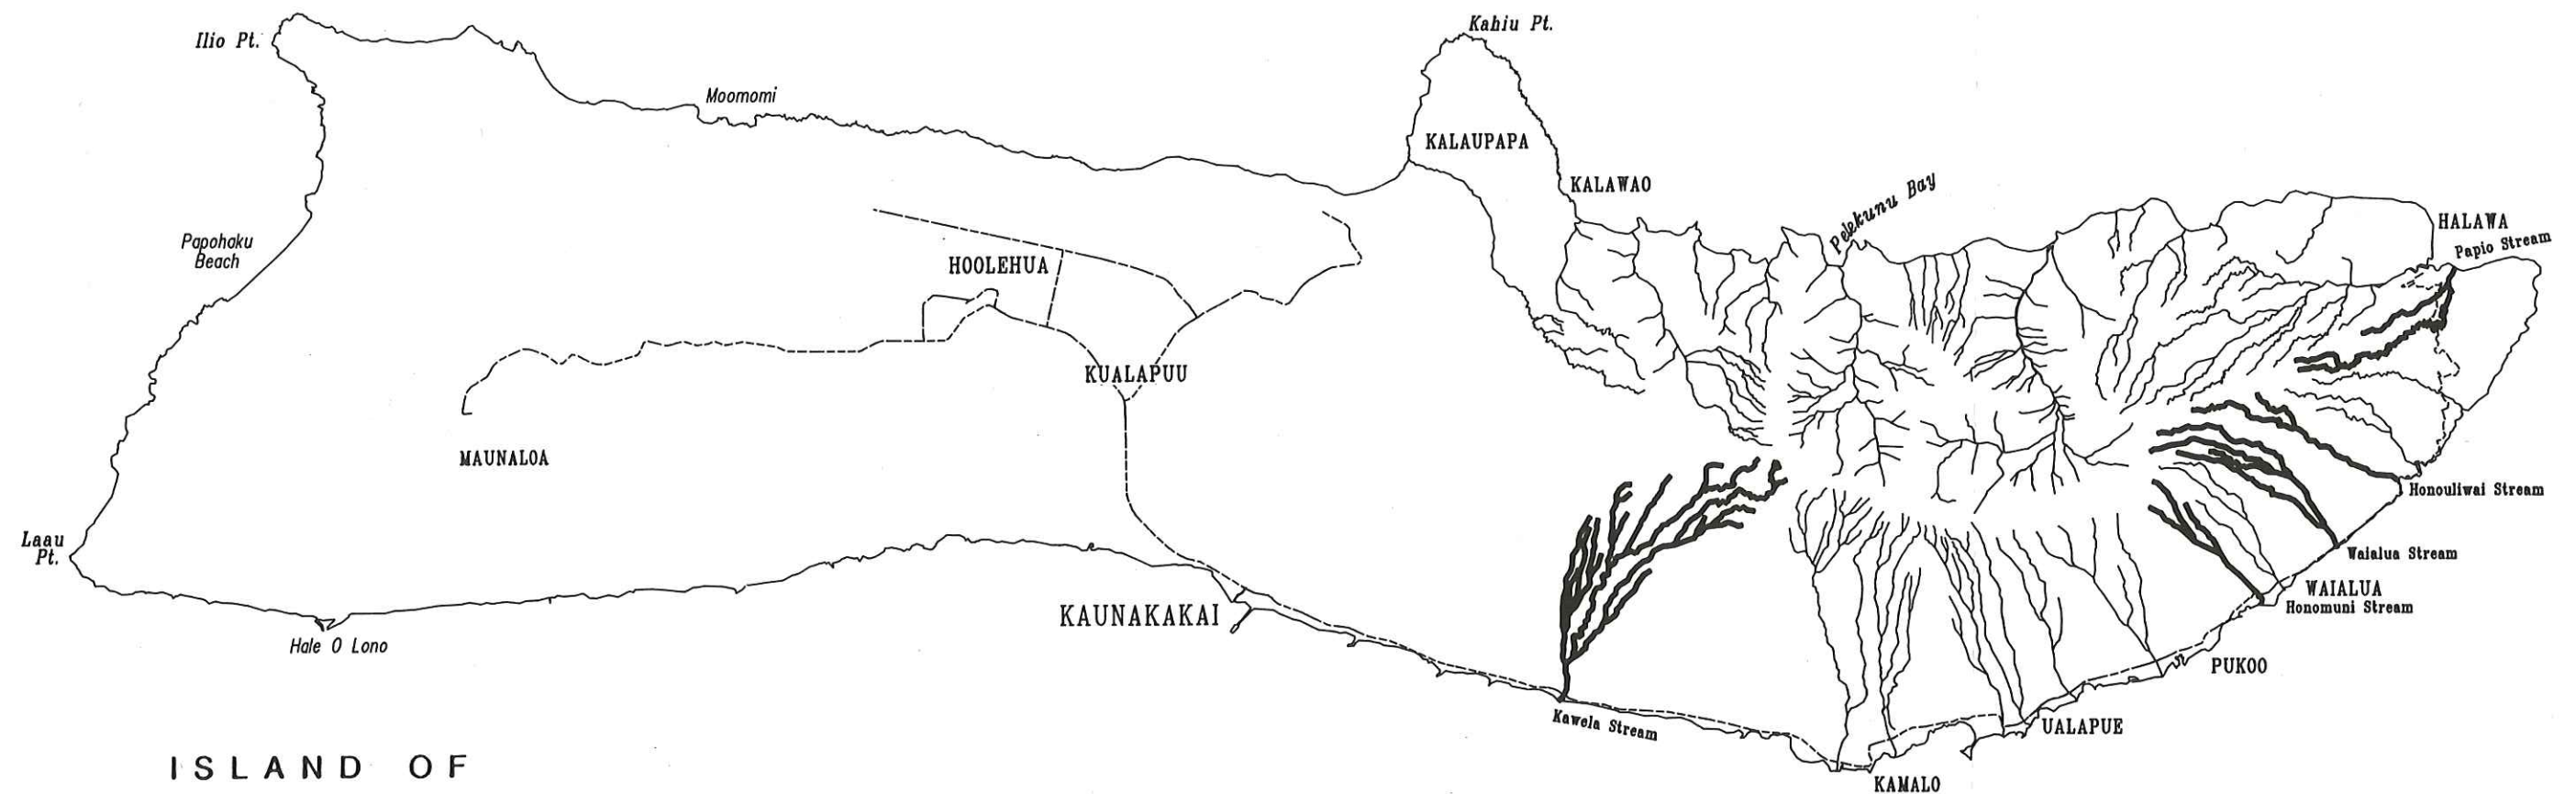 Kahiu Pt.
Ilio Pt.
Moomomi
KALAUPAPA
KALAWAO
Pelekunu Bay
HALAWA
Papio Stream
Papohaku
Beach
HOOLEHUA
KUALAPUU
MAUNALOA
Honouliwai Stream
Laau
Pt.
Waialua Stream
WAIALUA
Honomuni Stream
KAUNAKAKAI
Hale O Lono
PUKOO
Kawela Stream
UALAPUE
KAMALO
ISLAND OF